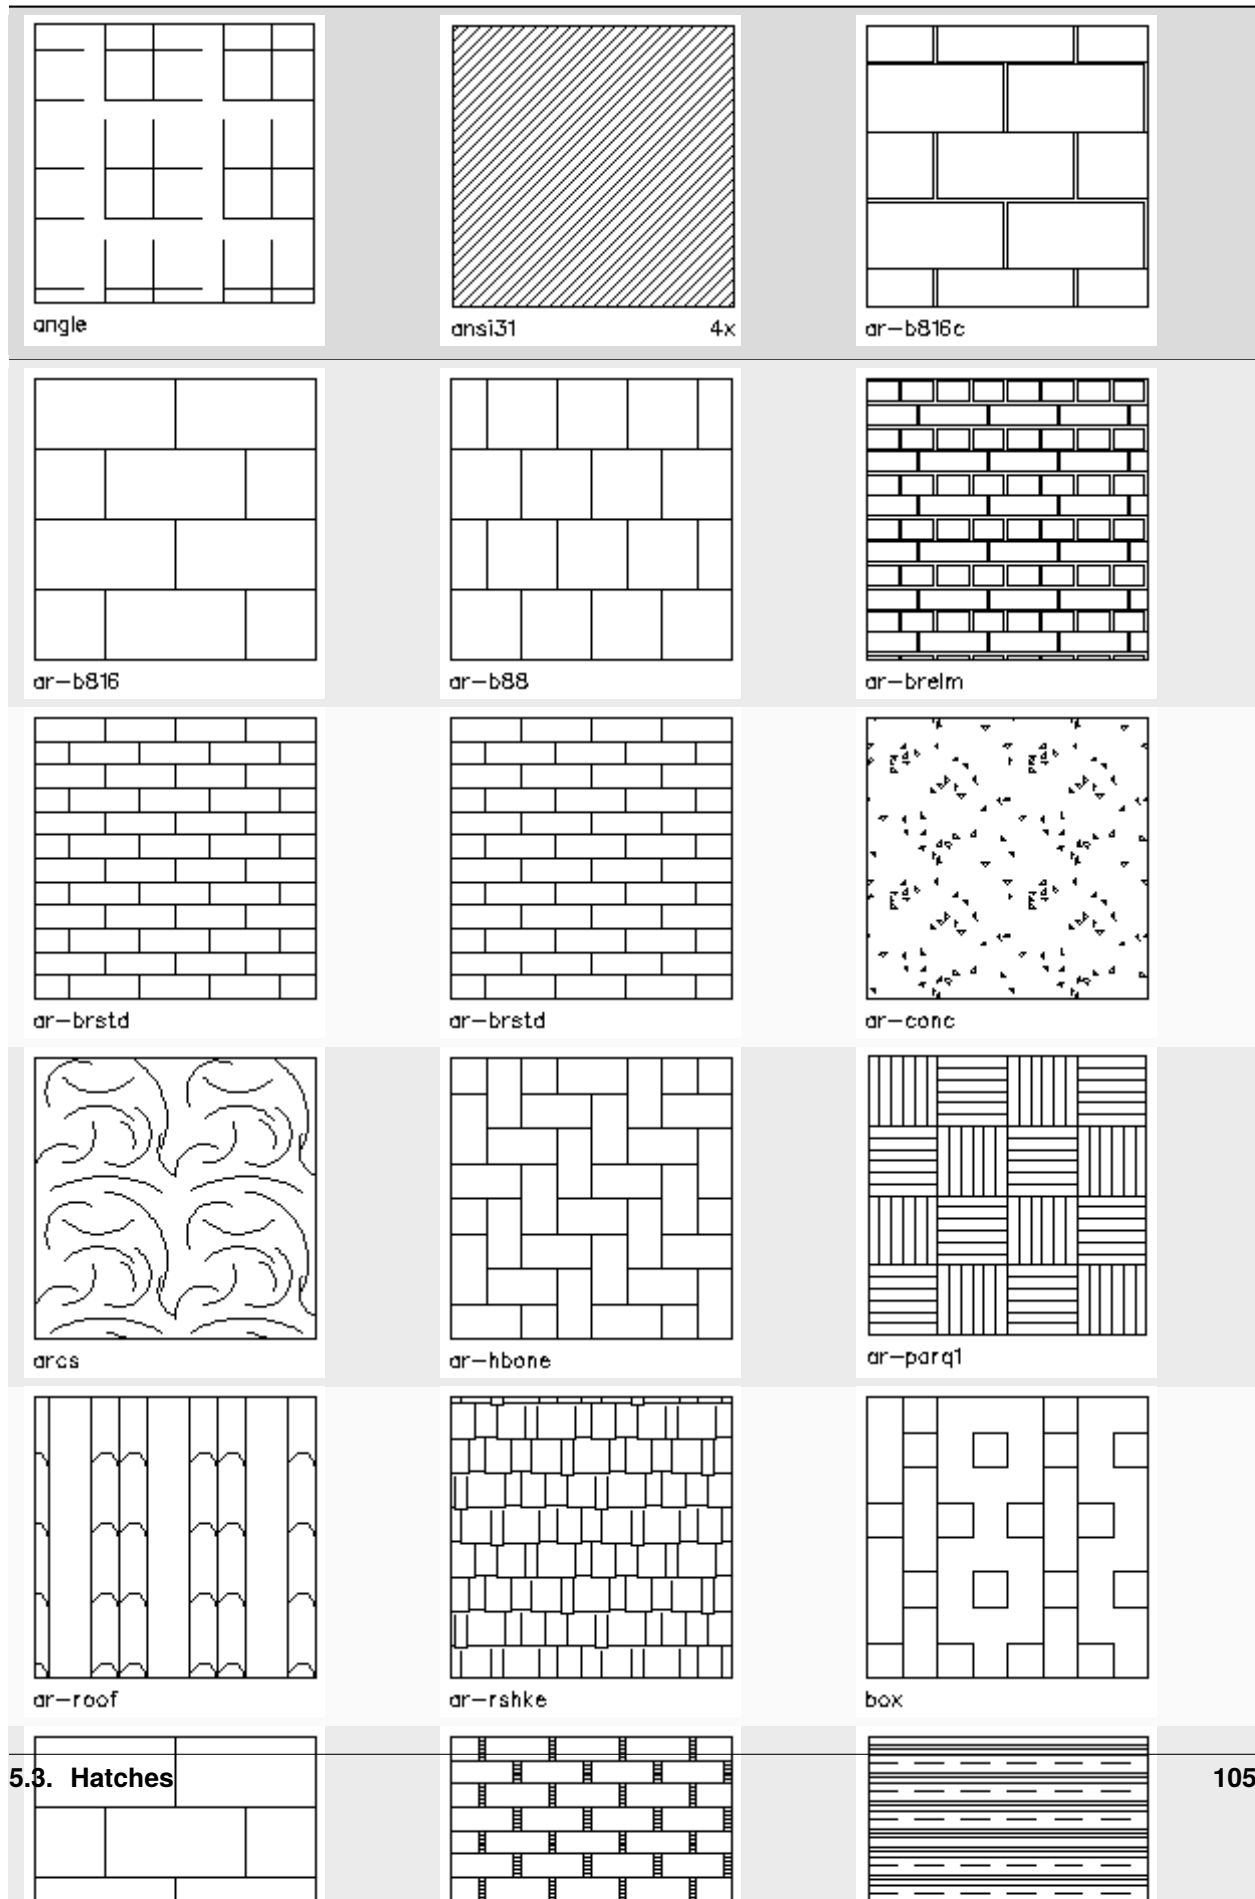 angle
ansi31 4x
ar-b816c
ar-b816
ar-b88
ar-brelm
ar-brstd
ar-brstd
ar-conc
arcs
ar-hbone
ar-parq1
ar-roof
ar-rshke
box
5.3. Hatches 105